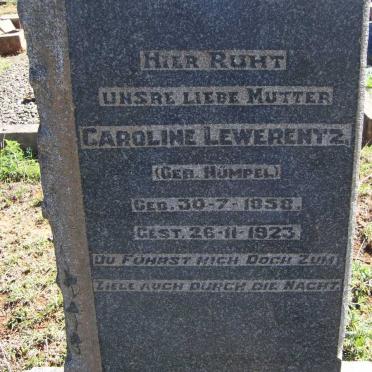 HIER RUHT
UNSRE LIEBE MUTTER
CAROLINE LEWERENTZ,
(GEB. HÜMPEL)
GEB. 30-7-1858.
GEST. 26-11-1923.
DU FÜHRST MICH DOCH ZUM
ZIELE AUCH DURCH DIE NACHT